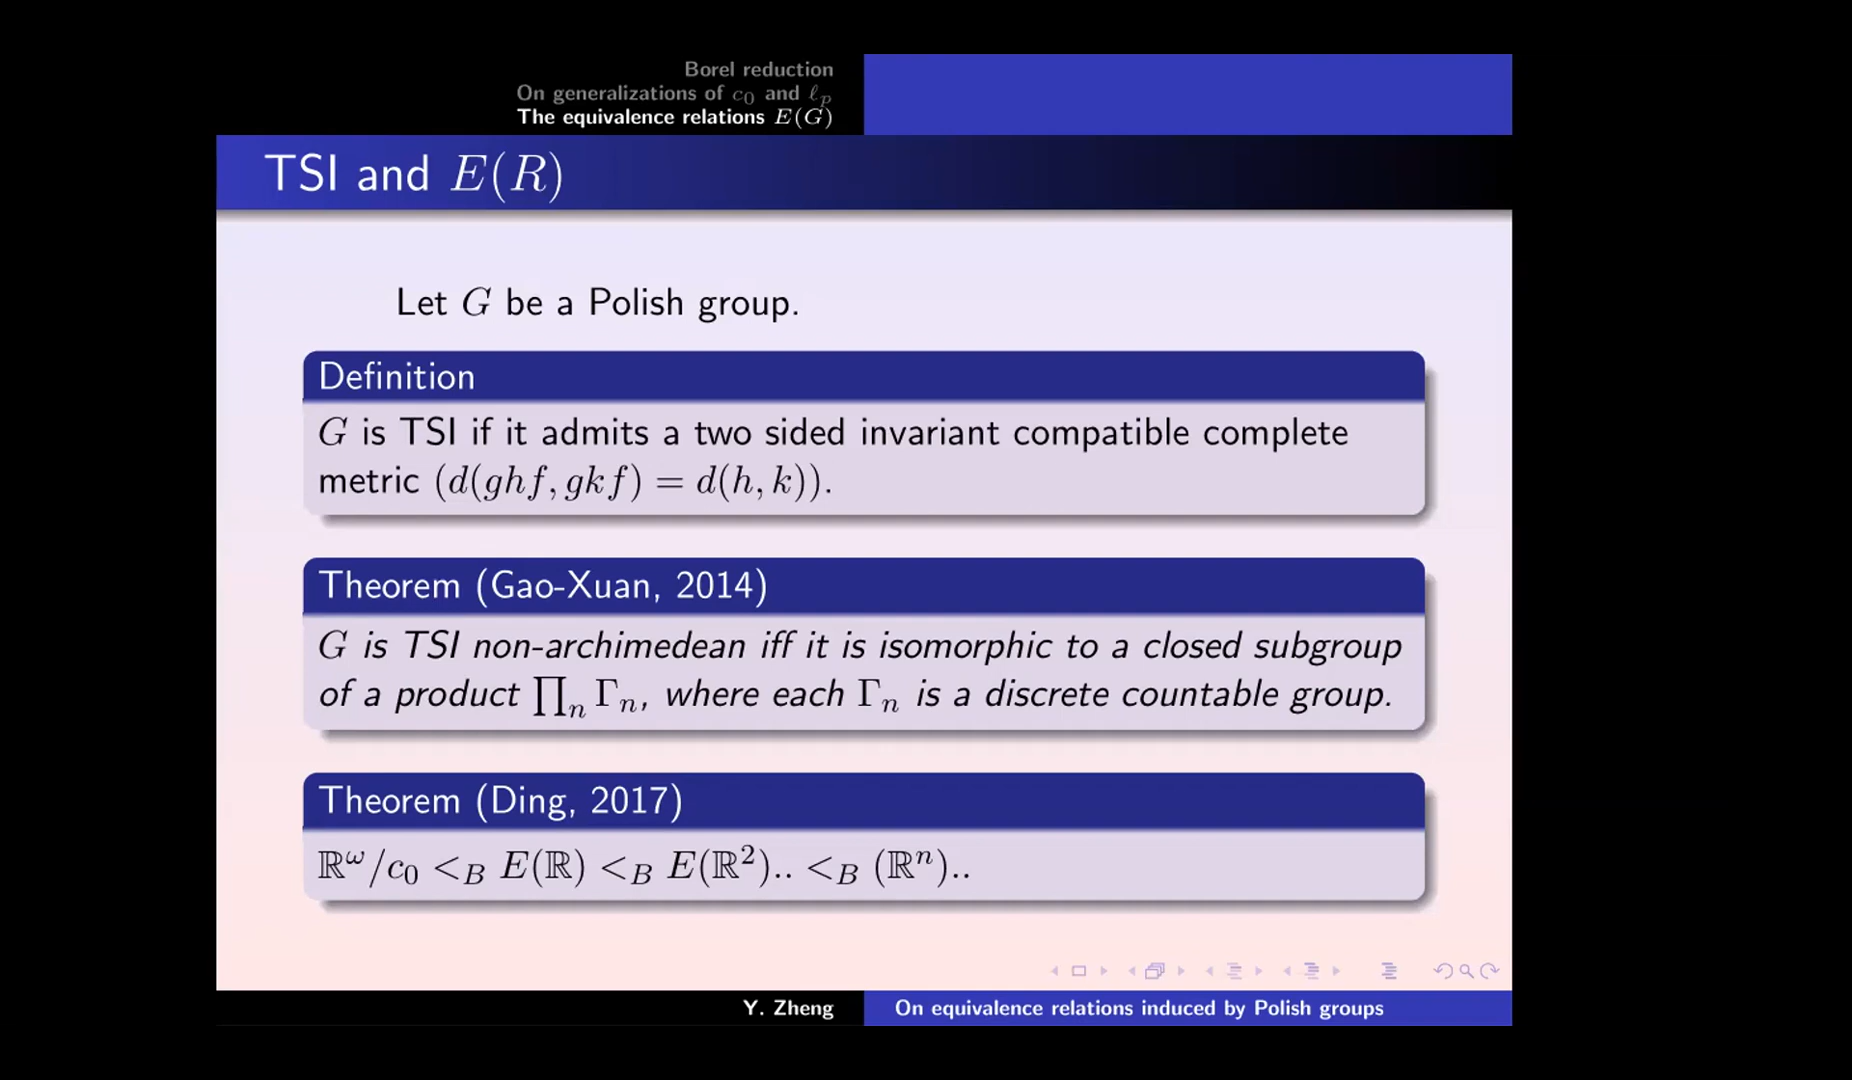 Borel reduction
On generalizations of c₀ and ℓₚ
The equivalence relations E(G)
TSI and E(R)
Let G be a Polish group.
Definition
G is TSI if it admits a two sided invariant compatible complete
metric (d(ghf, gkf) = d(h, k)).
Theorem (Gao-Xuan, 2014)
G is TSI non-archimedean iff it is isomorphic to a closed subgroup
of a product ∏ₙ Γₙ, where each Γₙ is a discrete countable group.
Theorem (Ding, 2017)
ℝ^ω/c₀ <_B E(ℝ) <_B E(ℝ²).. <_B (ℝⁿ)..
Y. Zheng
On equivalence relations induced by Polish groups